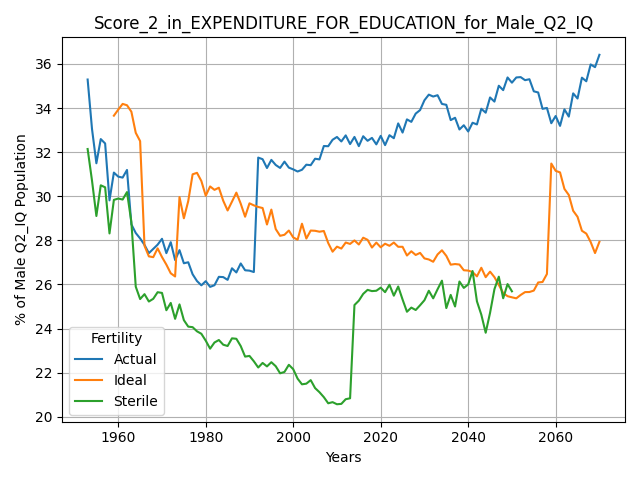 Score_2_in_EXPENDITURE_FOR_EDUCATION_for_Male_Q2_IQ
% of Male Q2_IQ Population
36
34
32
30
28
26
24
22
20
Fertility
Actual
Ideal
Sterile
1960 1980 2000 2020 2040 2060
Years